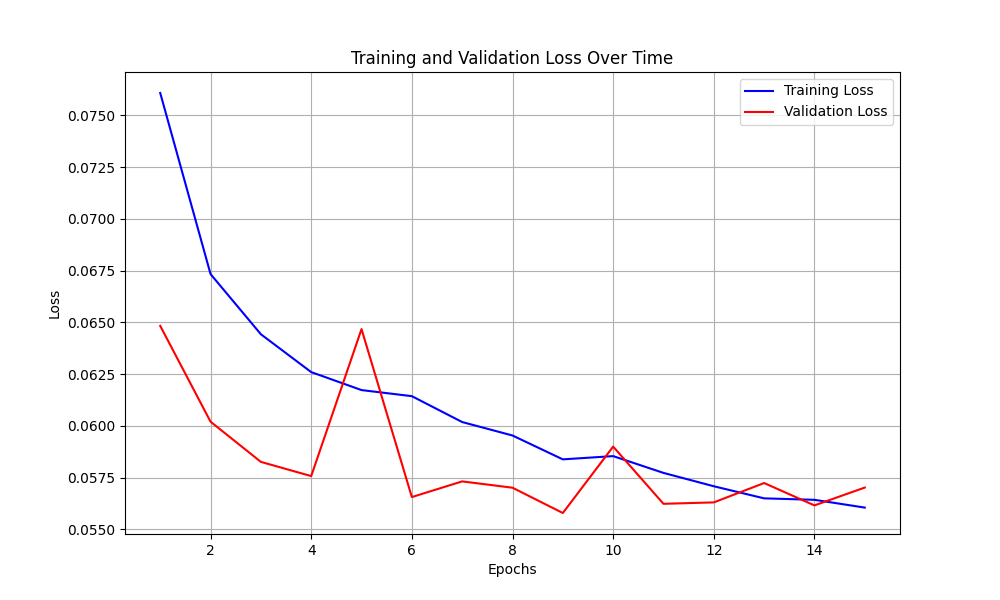 Training and Validation Loss Over Time
Training Loss
Validation Loss
0.0750
0.0725
0.0700
0.0675
0.0650
0.0625
0.0600
0.0575
0.0550
Loss
2 4 6 8 10 12 14
Epochs